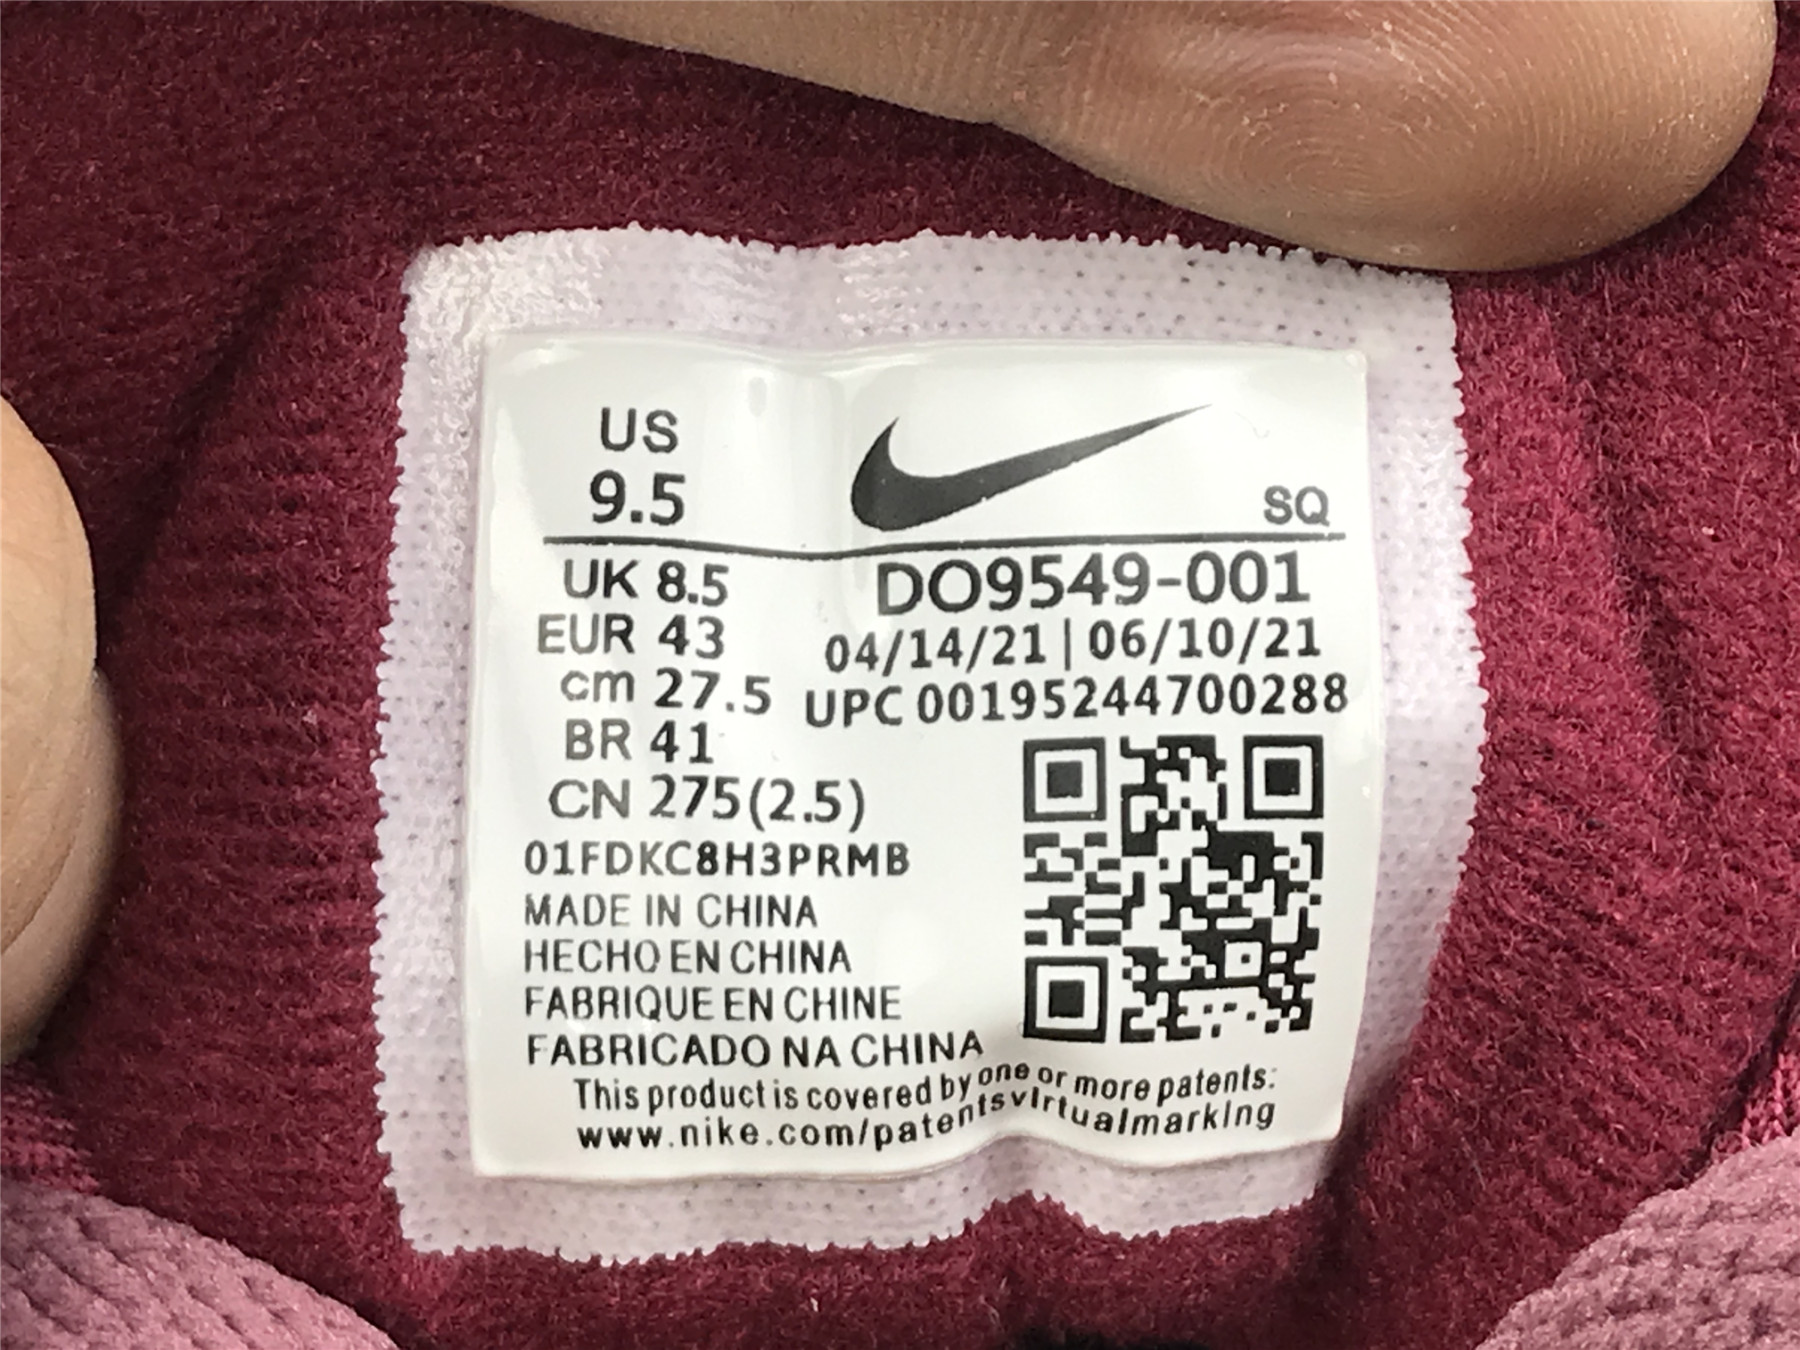 US
9.5
SQ
UK 8.5
EUR 43
cm 27.5
BR 41
CN 275(2.5)
DO9549-001
04/14/21 | 06/10/21
UPC 00195244700288
01FDKC8H3PRMB
MADE IN CHINA
HECHO EN CHINA
FABRIQUE EN CHINE
FABRICADO NA CHINA
This product is covered by one or more patents:
www.nike.com/patentsvirtualmarking